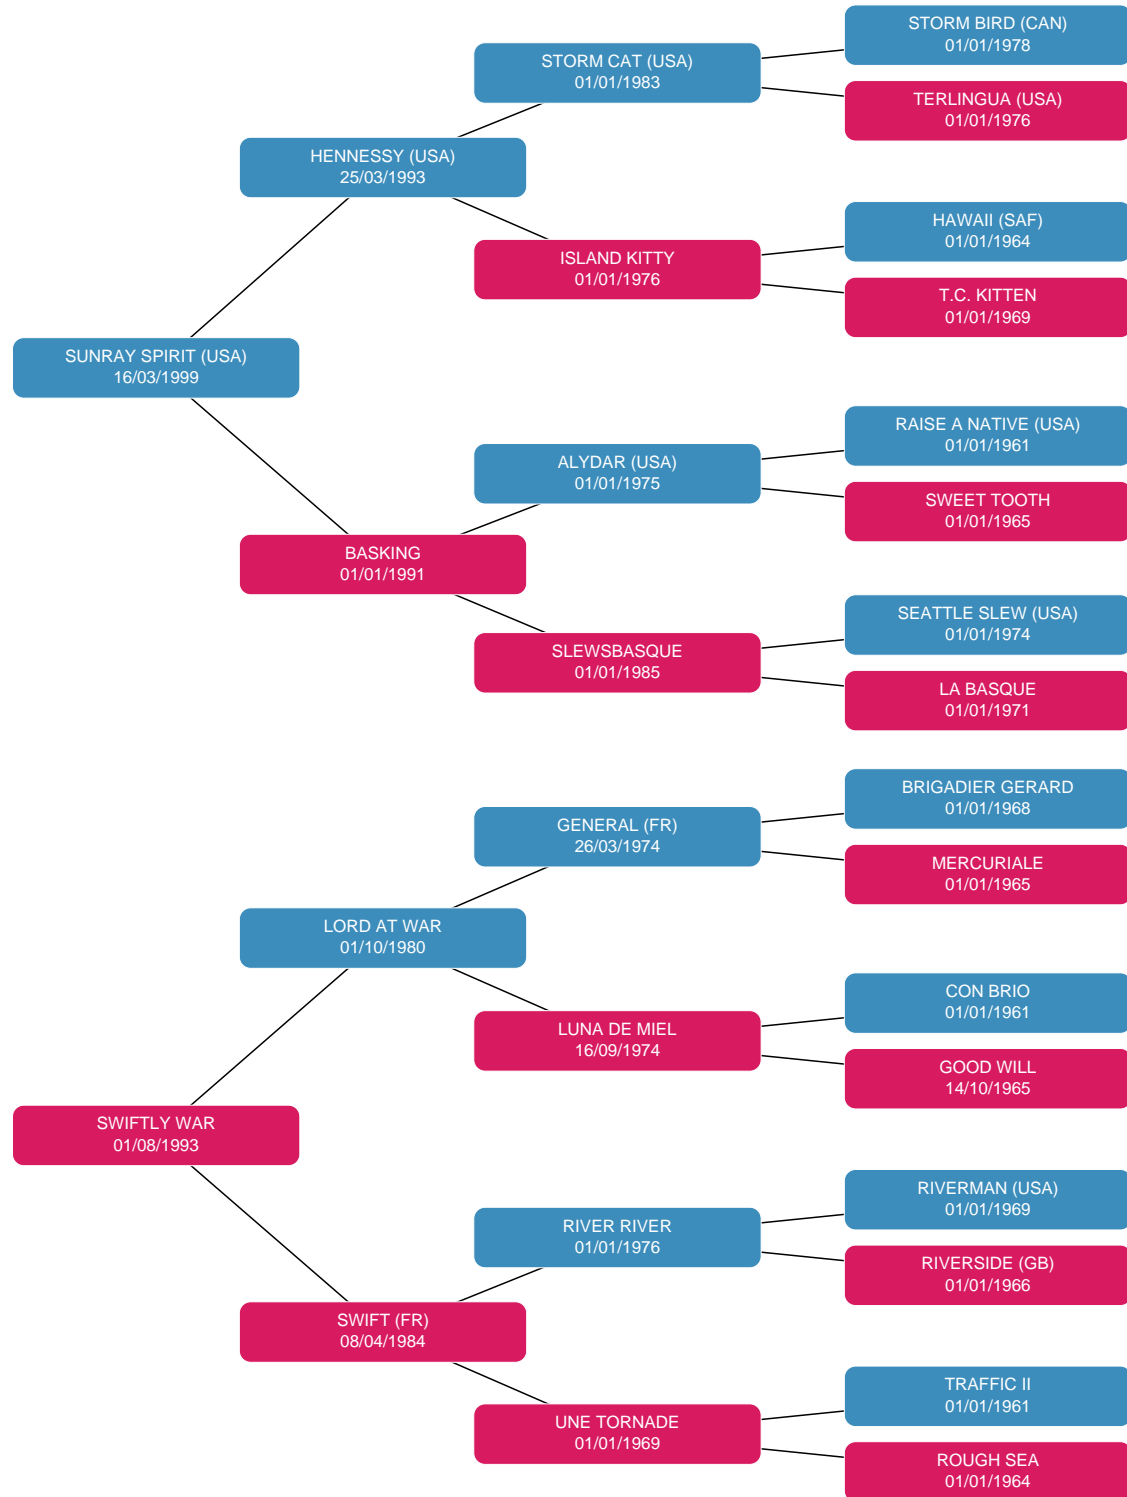 STORM BIRD (CAN)
01/01/1978
STORM CAT (USA)
01/01/1983
TERLINGUA (USA)
01/01/1976
HENNESSY (USA)
25/03/1993
HAWAII (SAF)
01/01/1964
ISLAND KITTY
01/01/1976
T.C. KITTEN
01/01/1969
SUNRAY SPIRIT (USA)
16/03/1999
RAISE A NATIVE (USA)
01/01/1961
ALYDAR (USA)
01/01/1975
SWEET TOOTH
01/01/1965
BASKING
01/01/1991
SEATTLE SLEW (USA)
01/01/1974
SLEWSBASQUE
01/01/1985
LA BASQUE
01/01/1971
BRIGADIER GERARD
01/01/1968
GENERAL (FR)
26/03/1974
MERCURIALE
01/01/1965
LORD AT WAR
01/10/1980
CON BRIO
01/01/1961
LUNA DE MIEL
16/09/1974
GOOD WILL
14/10/1965
SWIFTLY WAR
01/08/1993
RIVERMAN (USA)
01/01/1969
RIVER RIVER
01/01/1976
RIVERSIDE (GB)
01/01/1966
SWIFT (FR)
08/04/1984
TRAFFIC II
01/01/1961
UNE TORNADE
01/01/1969
ROUGH SEA
01/01/1964